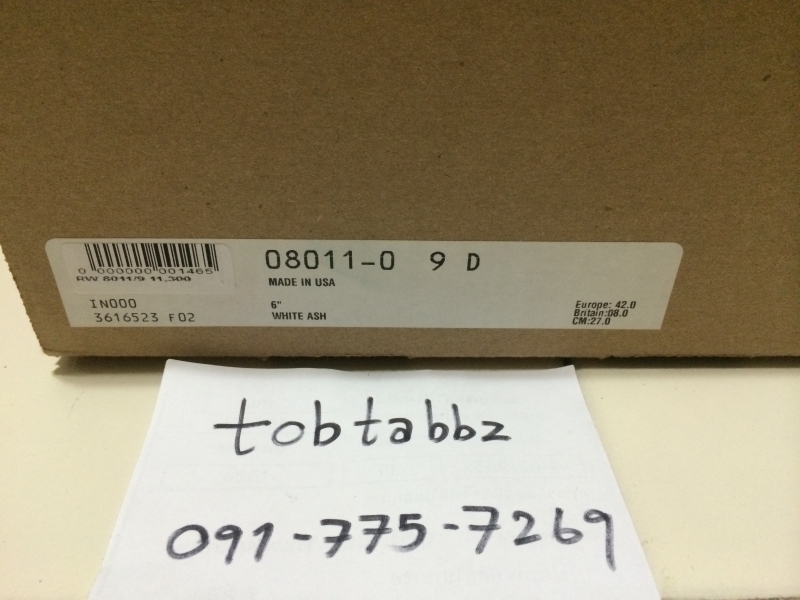 08011-0 9 D
MADE IN USA
0 000000 001465
RW 8011/9 11,300
IN000
3616523 F02
6"
WHITE ASH
Europe: 42.0
Britain:08.0
CM:27.0
tobtabbz
091-775-7269